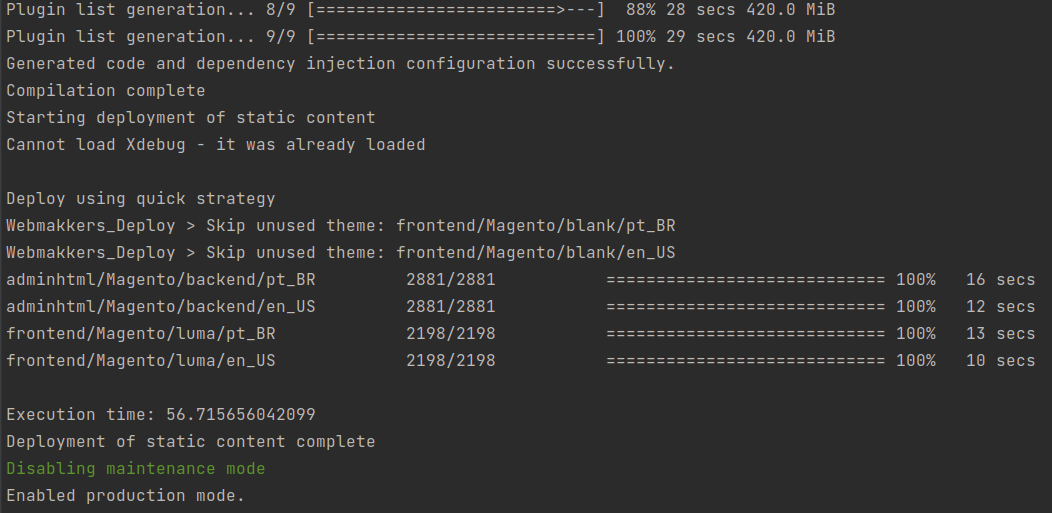 Plugin list generation... 8/9 [========================>---]  88% 28 secs 420.0 MiB
Plugin list generation... 9/9 [============================] 100% 29 secs 420.0 MiB
Generated code and dependency injection configuration successfully.
Compilation complete
Starting deployment of static content
Cannot load Xdebug - it was already loaded
Deploy using quick strategy
Webmakkers_Deploy > Skip unused theme: frontend/Magento/blank/pt_BR
Webmakkers_Deploy > Skip unused theme: frontend/Magento/blank/en_US
adminhtml/Magento/backend/pt_BR         2881/2881           ============================ 100%   16 secs
adminhtml/Magento/backend/en_US         2881/2881           ============================ 100%   12 secs
frontend/Magento/luma/pt_BR             2198/2198           ============================ 100%   13 secs
frontend/Magento/luma/en_US             2198/2198           ============================ 100%   10 secs
Execution time: 56.715656042099
Deployment of static content complete
Disabling maintenance mode
Enabled production mode.